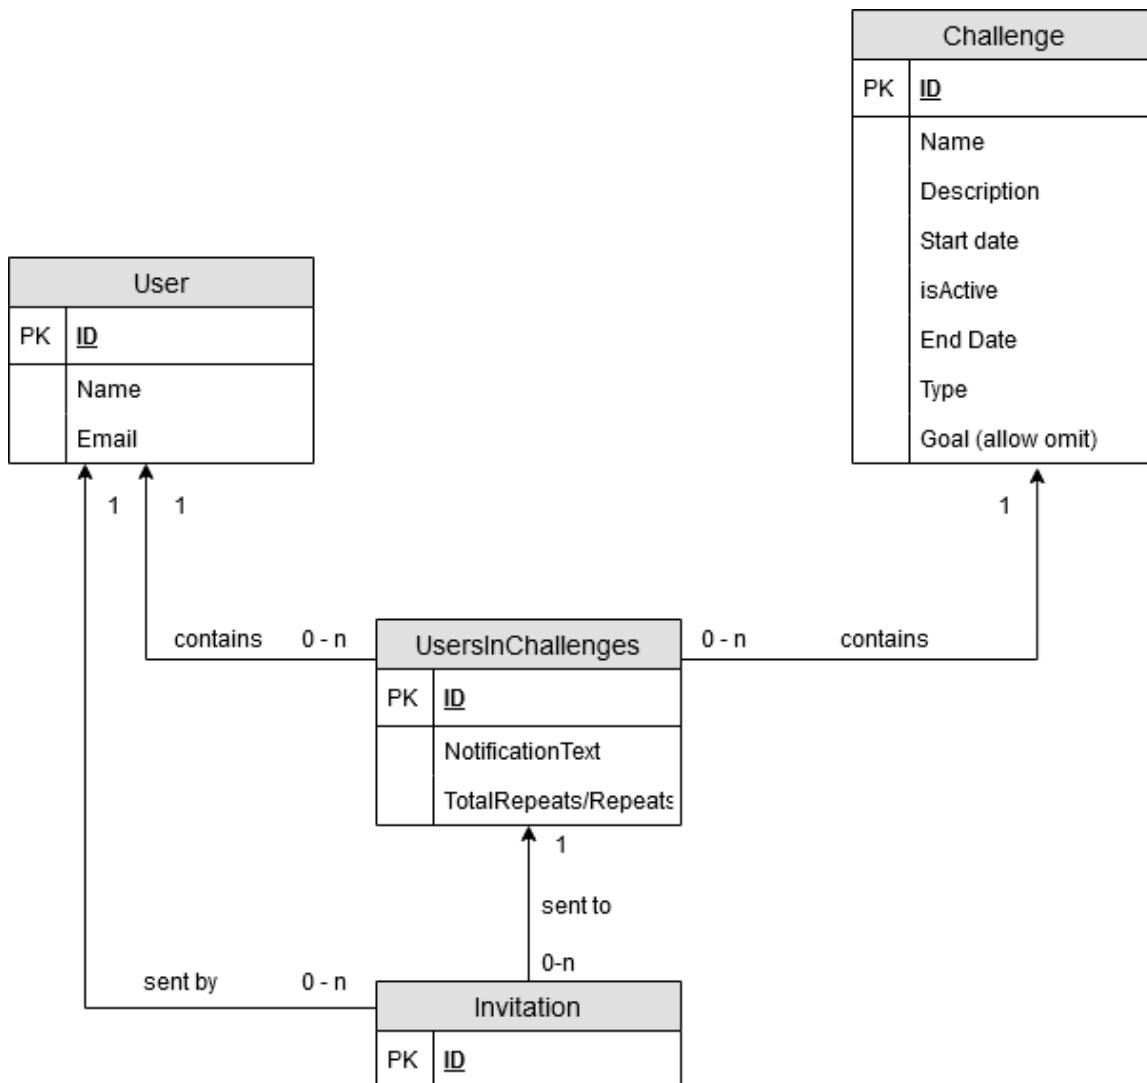 Challenge
PK ID
Name
Description
Start date
isActive
End Date
Type
Goal (allow omit)
User
PK ID
Name
Email
1 1 1
contains 0 - n
UsersInChallenges
0 - n contains
PK ID
NotificationText
TotalRepeats/Repeats
1
sent to
0-n
sent by 0 - n
Invitation
PK ID